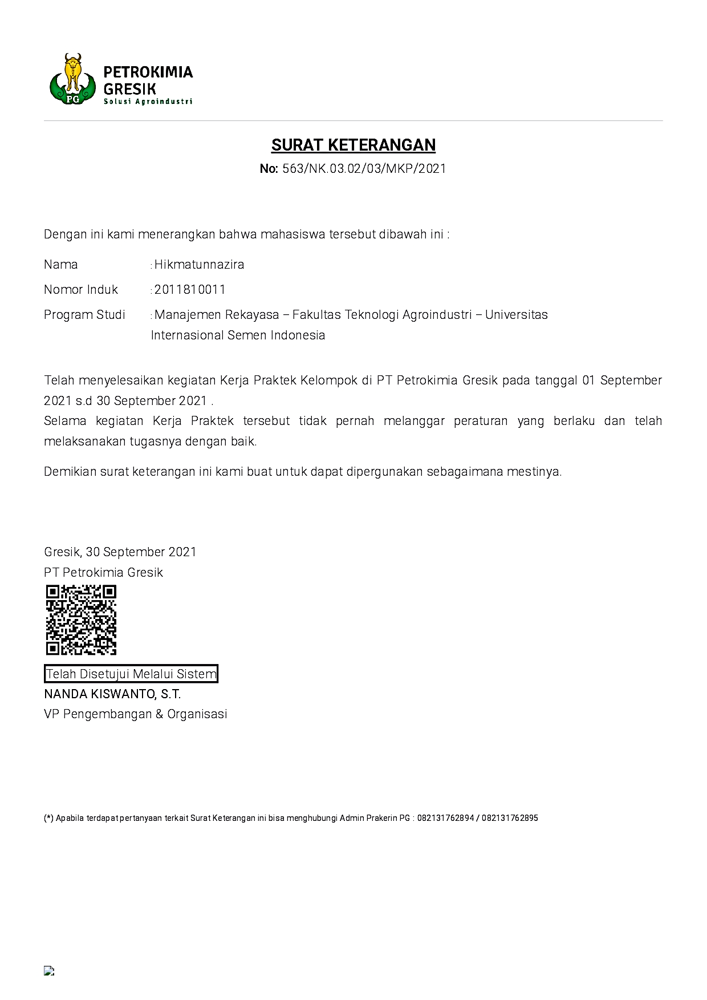 PETROKIMIA
GRESIK
Solusi Agroindustri
PG
SURAT KETERANGAN
No: 563/NK.03.02/03/MKP/2021
Dengan ini kami menerangkan bahwa mahasiswa tersebut dibawah ini :
Nama : Hikmatunnazira
Nomor Induk : 2011810011
Program Studi : Manajemen Rekayasa – Fakultas Teknologi Agroindustri – Universitas
Internasional Semen Indonesia
Telah menyelesaikan kegiatan Kerja Praktek Kelompok di PT Petrokimia Gresik pada tanggal 01 September
2021 s.d 30 September 2021 .
Selama kegiatan Kerja Praktek tersebut tidak pernah melanggar peraturan yang berlaku dan telah
melaksanakan tugasnya dengan baik.
Demikian surat keterangan ini kami buat untuk dapat dipergunakan sebagaimana mestinya.
Gresik, 30 September 2021
PT Petrokimia Gresik
Telah Disetujui Melalui Sistem
NANDA KISWANTO, S.T.
VP Pengembangan & Organisasi
(*) Apabila terdapat pertanyaan terkait Surat Keterangan ini bisa menghubungi Admin Prakerin PG : 082131762894 / 082131762895